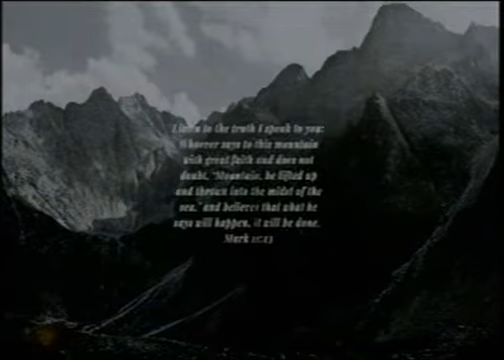 Listen to the truth I speak to you:
Whoever says to this mountain
with great faith and does not
doubt, 'Mountain, be lifted up
and thrown into the midst of the
sea,' and believes that what he
says will happen, it will be done.
Mark 11:23